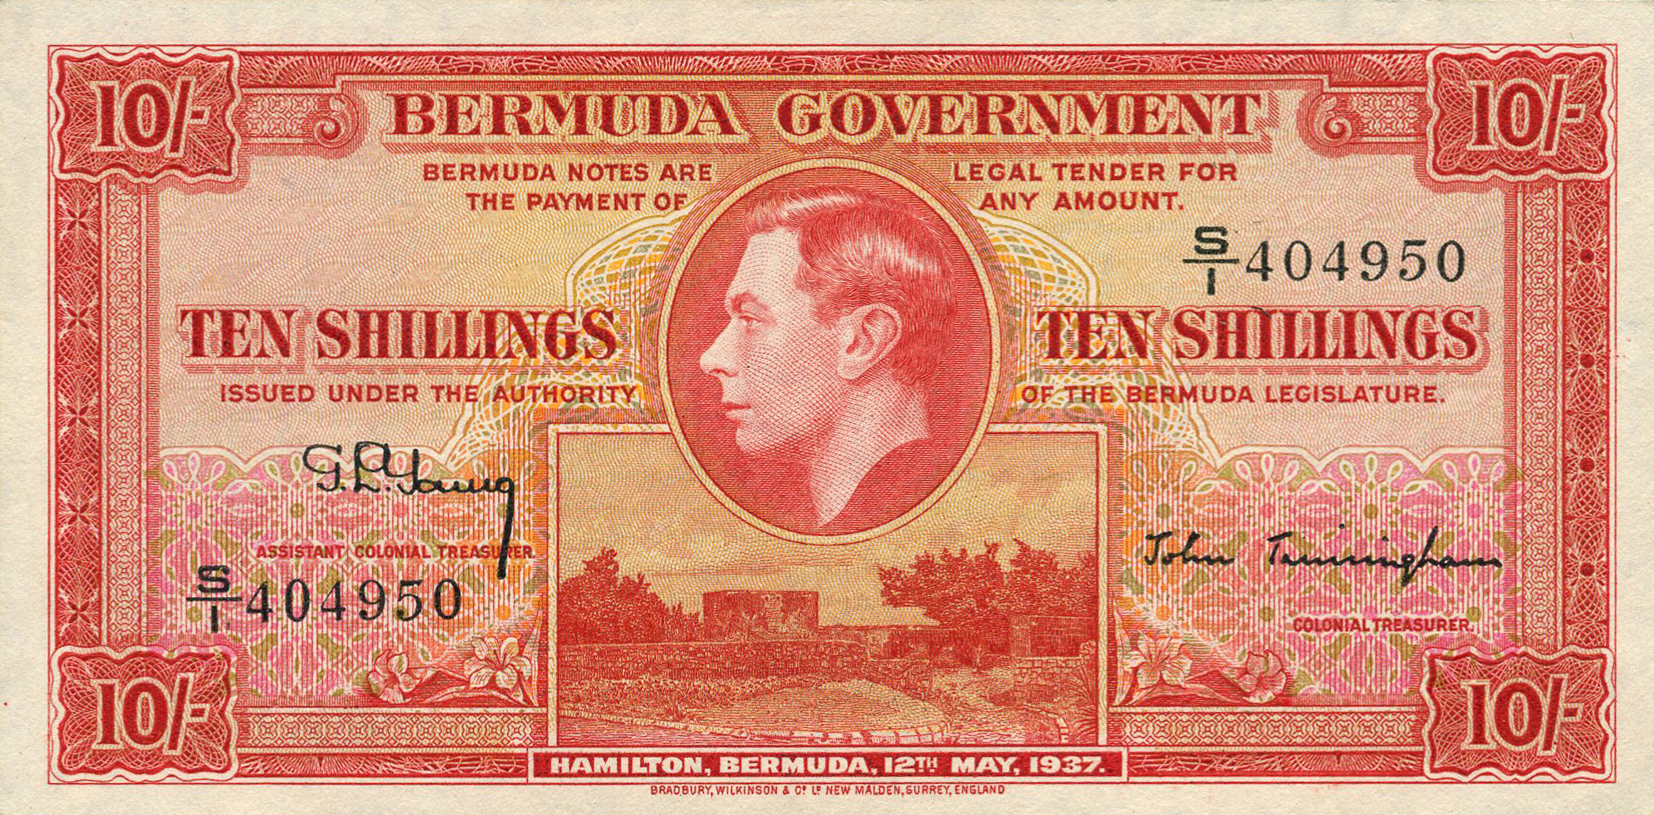 10/- BERMUDA GOVERNMENT 10/-
BERMUDA NOTES ARE LEGAL TENDER FOR
THE PAYMENT OF ANY AMOUNT.
S/1 404950
TEN SHILLINGS TEN SHILLINGS
ISSUED UNDER THE AUTHORITY OF THE BERMUDA LEGISLATURE.
ASSISTANT COLONIAL TREASURER.
John
S/1 404950
COLONIAL TREASURER.
10/- 10/-
HAMILTON, BERMUDA, 12TH MAY, 1937.
BRADBURY, WILKINSON & Cº Lº NEW MALDEN, SURREY, ENGLAND